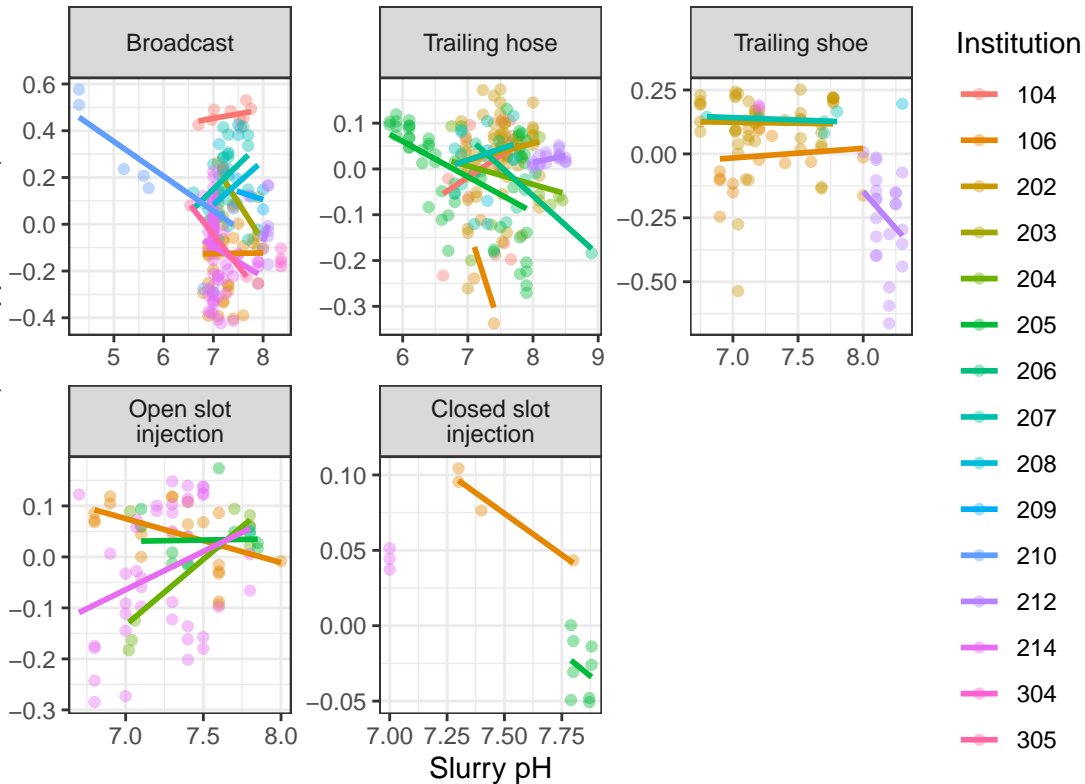 Broadcast
Trailing hose
Trailing shoe
Institution
0.6
0.4
0.2
0.0
−0.2
−0.4
5 6 7 8
0.1
0.0
−0.1
−0.2
−0.3
6 7 8 9
0.25
0.00
−0.25
−0.50
7.0 7.5 8.0
Open slot
injection
0.1
0.0
−0.1
−0.2
−0.3
7.0 7.5 8.0
Closed slot
injection
0.10
0.05
0.00
−0.05
7.00 7.25 7.50 7.75
Slurry pH
104
106
202
203
204
205
206
207
208
209
210
212
214
304
305